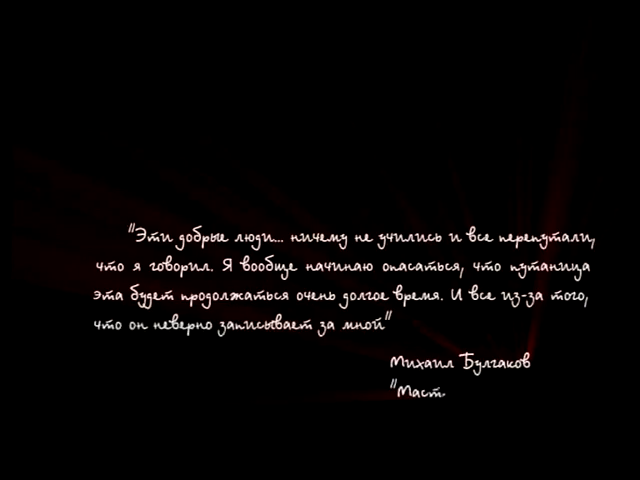 "Эти добрые люди... ничему не учились и все перепутали,
что я говорил. Я вообще начинаю опасаться, что путаница
эта будет продолжаться очень долгое время. И все из-за того,
что он неверно записывает за мной"
Михаил Булгаков
"Маст.